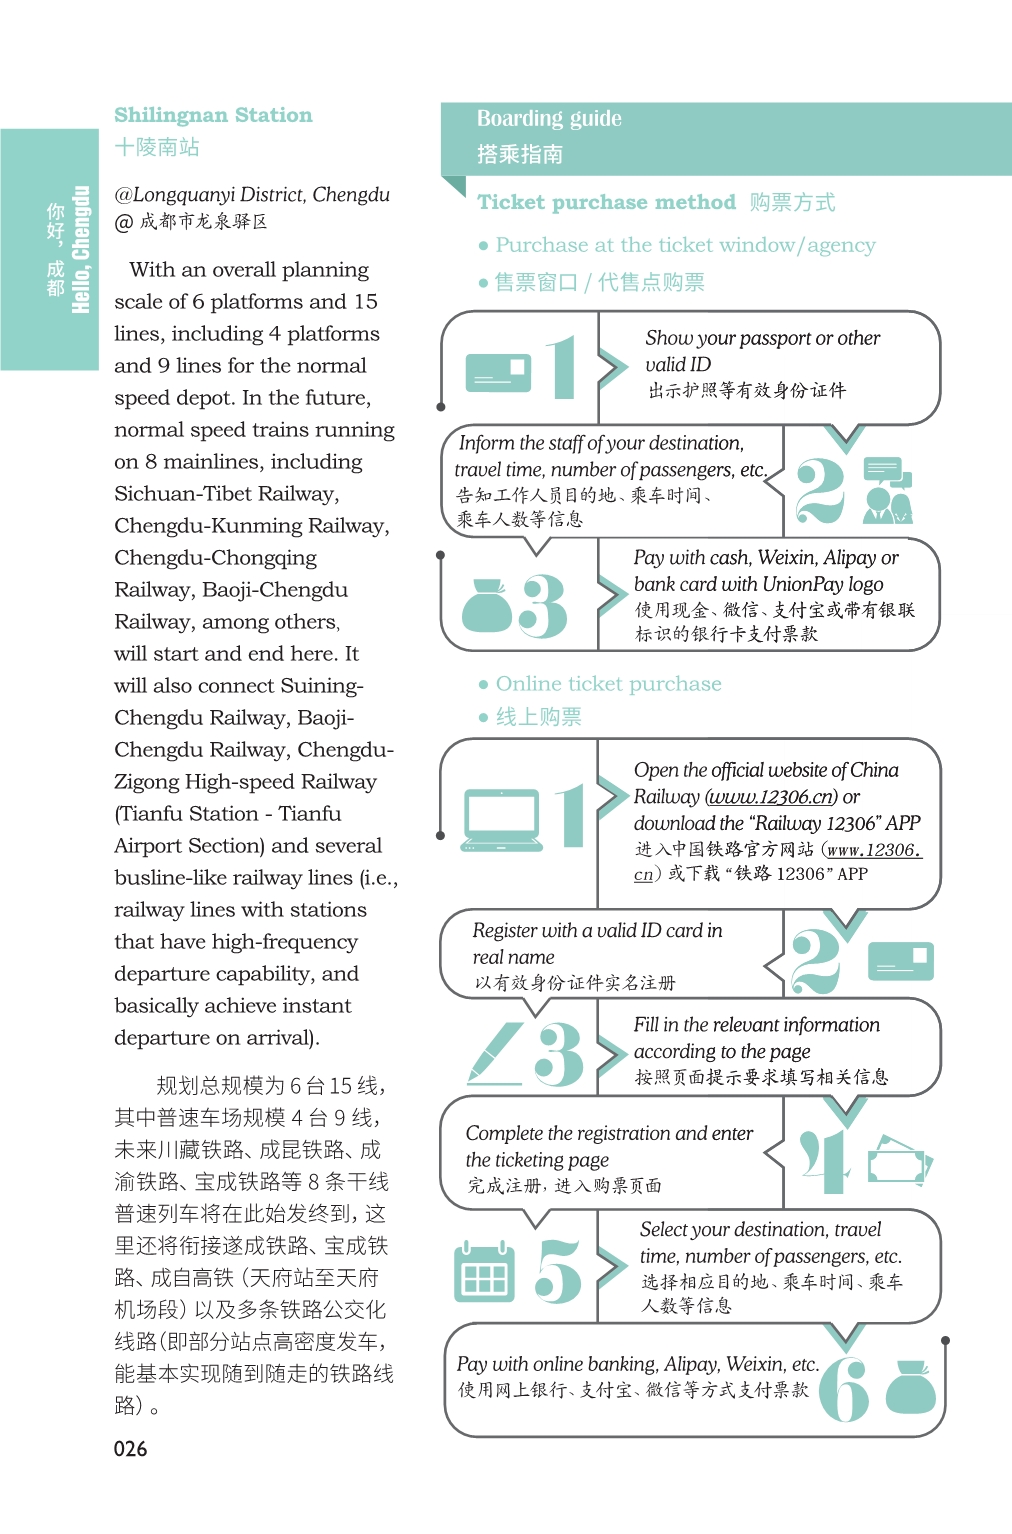 你好，成都
Hello, Chengdu
Shilingnan Station
十陵南站
@Longquanyi District, Chengdu
@ 成都市龙泉驿区
With an overall planning
scale of 6 platforms and 15
lines, including 4 platforms
and 9 lines for the normal
speed depot. In the future,
normal speed trains running
on 8 mainlines, including
Sichuan-Tibet Railway,
Chengdu-Kunming Railway,
Chengdu-Chongqing
Railway, Baoji-Chengdu
Railway, among others,
will start and end here. It
will also connect Suining-
Chengdu Railway, Baoji-
Chengdu Railway, Chengdu-
Zigong High-speed Railway
(Tianfu Station - Tianfu
Airport Section) and several
busline-like railway lines (i.e.,
railway lines with stations
that have high-frequency
departure capability, and
basically achieve instant
departure on arrival).
规划总规模为 6 台 15 线，
其中普速车场规模 4 台 9 线，
未来川藏铁路、成昆铁路、成
渝铁路、宝成铁路等 8 条干线
普速列车将在此始发终到，这
里还将衔接遂成铁路、宝成铁
路、成自高铁（天府站至天府
机场段）以及多条铁路公交化
线路（即部分站点高密度发车，
能基本实现随到随走的铁路线
路）。
026
Boarding guide
搭乘指南
Ticket purchase method 购票方式
● Purchase at the ticket window/agency
● 售票窗口 / 代售点购票
1
Show your passport or other
valid ID
出示护照等有效身份证件
Inform the staff of your destination,
travel time, number of passengers, etc.
告知工作人员目的地、乘车时间、
乘车人数等信息
2
3
Pay with cash, Weixin, Alipay or
bank card with UnionPay logo
使用现金、微信、支付宝或带有银联
标识的银行卡支付票款
● Online ticket purchase
● 线上购票
1
Open the official website of China
Railway (www.12306.cn) or
download the “Railway 12306” APP
进入中国铁路官方网站（www.12306.
cn）或下载“铁路 12306” APP
Register with a valid ID card in
real name
以有效身份证件实名注册
2
3
Fill in the relevant information
according to the page
按照页面提示要求填写相关信息
Complete the registration and enter
the ticketing page
完成注册，进入购票页面
4
5
Select your destination, travel
time, number of passengers, etc.
选择相应目的地、乘车时间、乘车
人数等信息
Pay with online banking, Alipay, Weixin, etc.
使用网上银行、支付宝、微信等方式支付票款
6